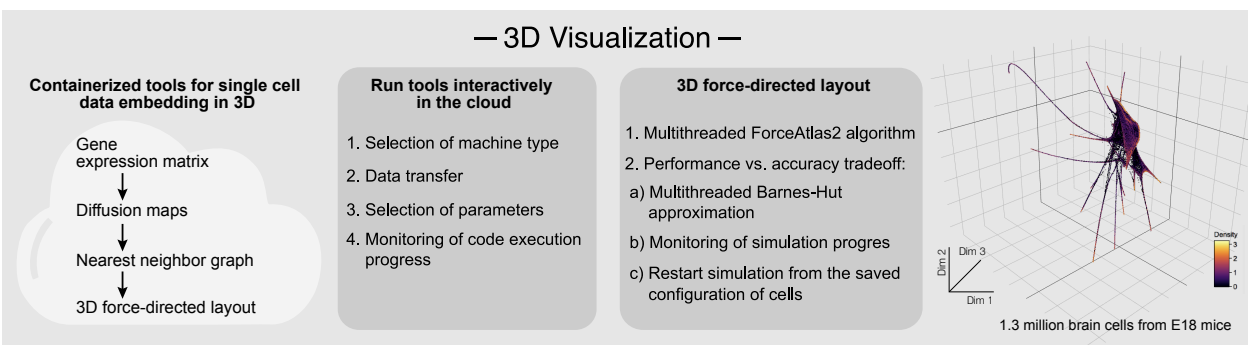 — 3D Visualization —
Containerized tools for single cell
data embedding in 3D
Gene
expression matrix
Diffusion maps
Nearest neighbor graph
3D force-directed layout
Run tools interactively
in the cloud
1. Selection of machine type
2. Data transfer
3. Selection of parameters
4. Monitoring of code execution
progress
3D force-directed layout
1. Multithreaded ForceAtlas2 algorithm
2. Performance vs. accuracy tradeoff:
a) Multithreaded Barnes-Hut
approximation
b) Monitoring of simulation progres
c) Restart simulation from the saved
configuration of cells
Dim 2
Dim 3
Dim 1
Density
3
2
1
0
1.3 million brain cells from E18 mice